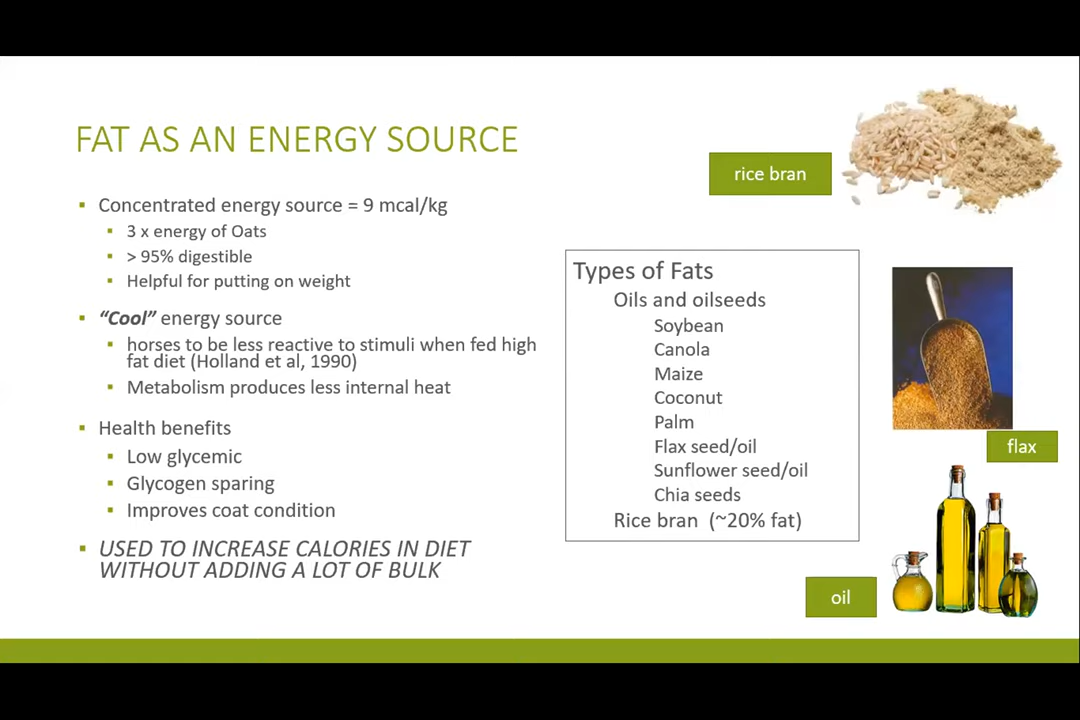 FAT AS AN ENERGY SOURCE
Concentrated energy source = 9 mcal/kg
3 x energy of Oats
> 95% digestible
Helpful for putting on weight
“Cool” energy source
horses to be less reactive to stimuli when fed high
fat diet (Holland et al, 1990)
Metabolism produces less internal heat
Health benefits
Low glycemic
Glycogen sparing
Improves coat condition
USED TO INCREASE CALORIES IN DIET
WITHOUT ADDING A LOT OF BULK
Types of Fats
Oils and oilseeds
Soybean
Canola
Maize
Coconut
Palm
Flax seed/oil
Sunflower seed/oil
Chia seeds
Rice bran (~20% fat)
rice bran
flax
oil